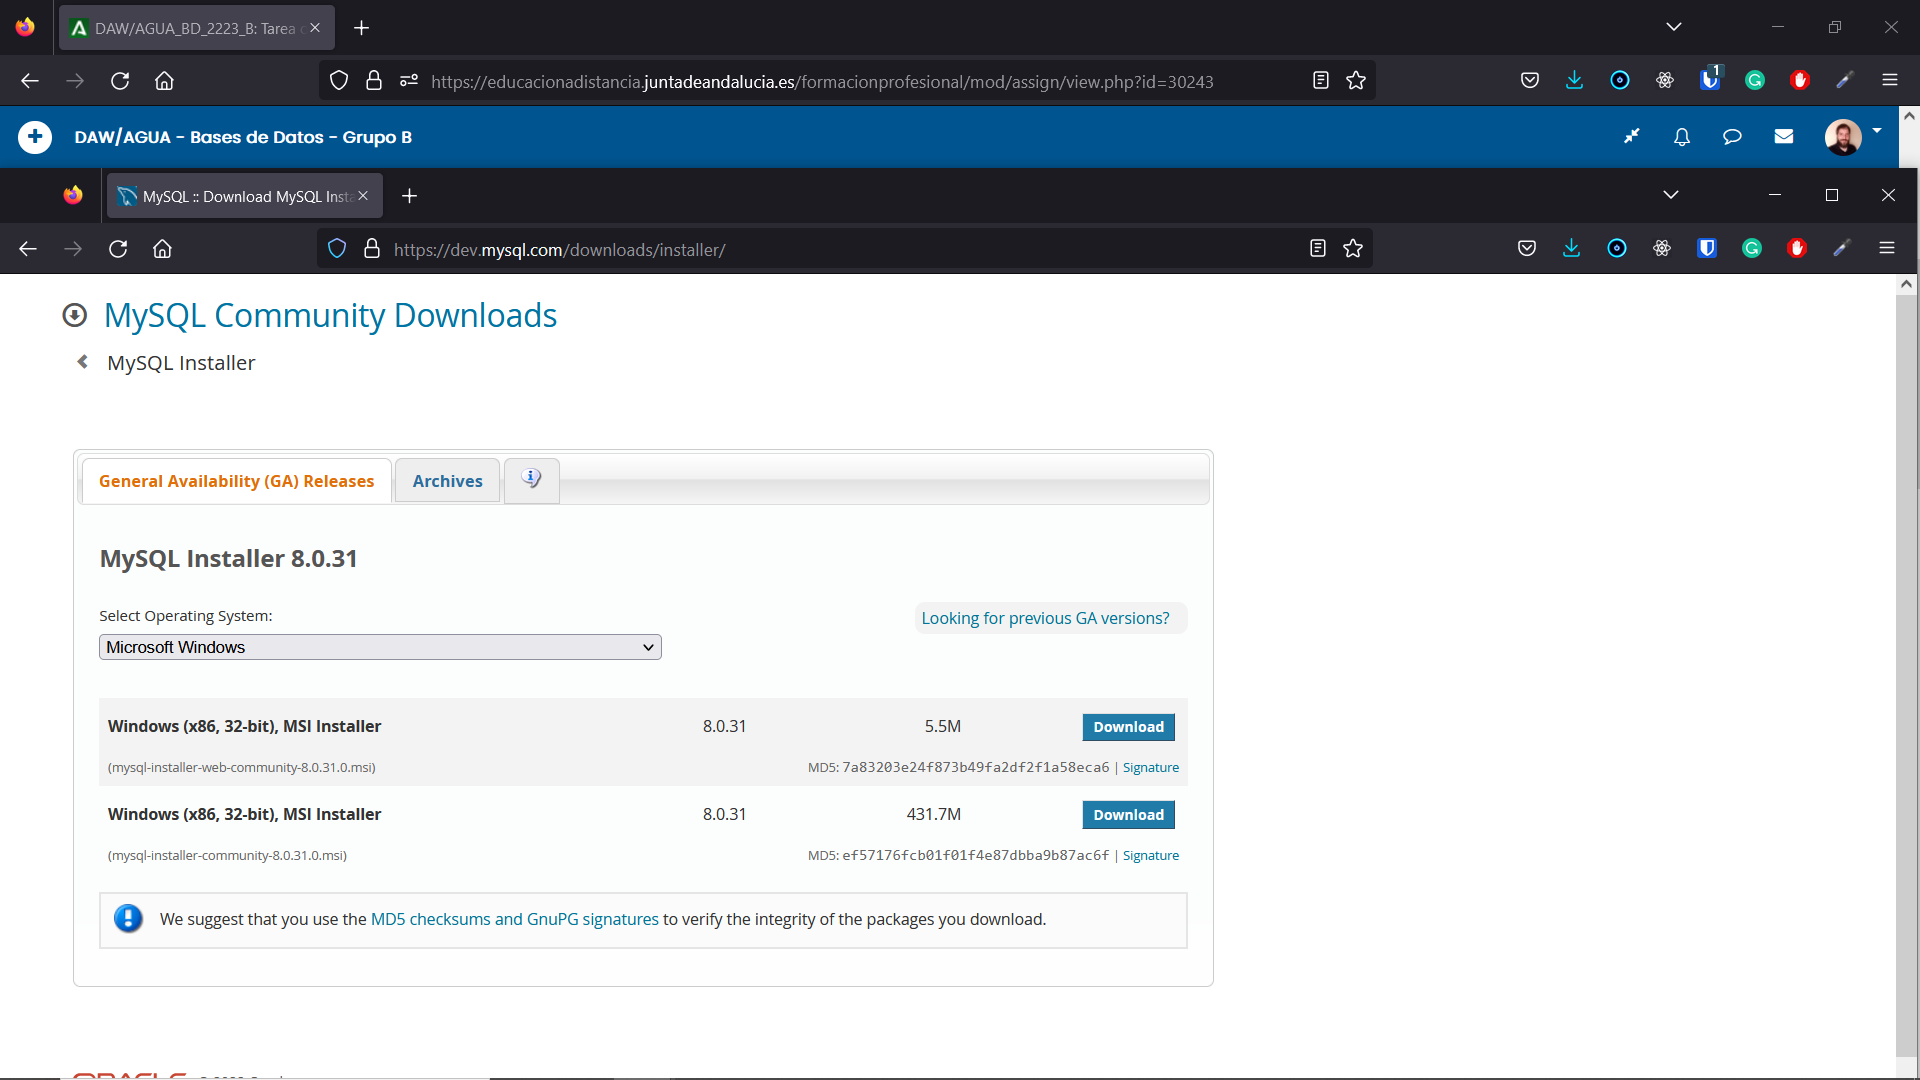 DAW/AGUA_BD_2223_B: Tarea
https://educacionadistancia.juntadeandalucia.es/formacionprofesional/mod/assign/view.php?id=30243
1
DAW/AGUA - Bases de Datos - Grupo B
MySQL :: Download MySQL Insta
https://dev.mysql.com/downloads/installer/
MySQL Community Downloads
MySQL Installer
General Availability (GA) Releases
Archives
MySQL Installer 8.0.31
Select Operating System:
Looking for previous GA versions?
Microsoft Windows
Windows (x86, 32-bit), MSI Installer 8.0.31 5.5M Download
(mysql-installer-web-community-8.0.31.0.msi) MD5: 7a83203e24f873b49fa2df2f1a58eca6 | Signature
Windows (x86, 32-bit), MSI Installer 8.0.31 431.7M Download
(mysql-installer-community-8.0.31.0.msi) MD5: ef57176fcb01f01f4e87dbba9b87ac6f | Signature
We suggest that you use the MD5 checksums and GnuPG signatures to verify the integrity of the packages you download.
ORACLE